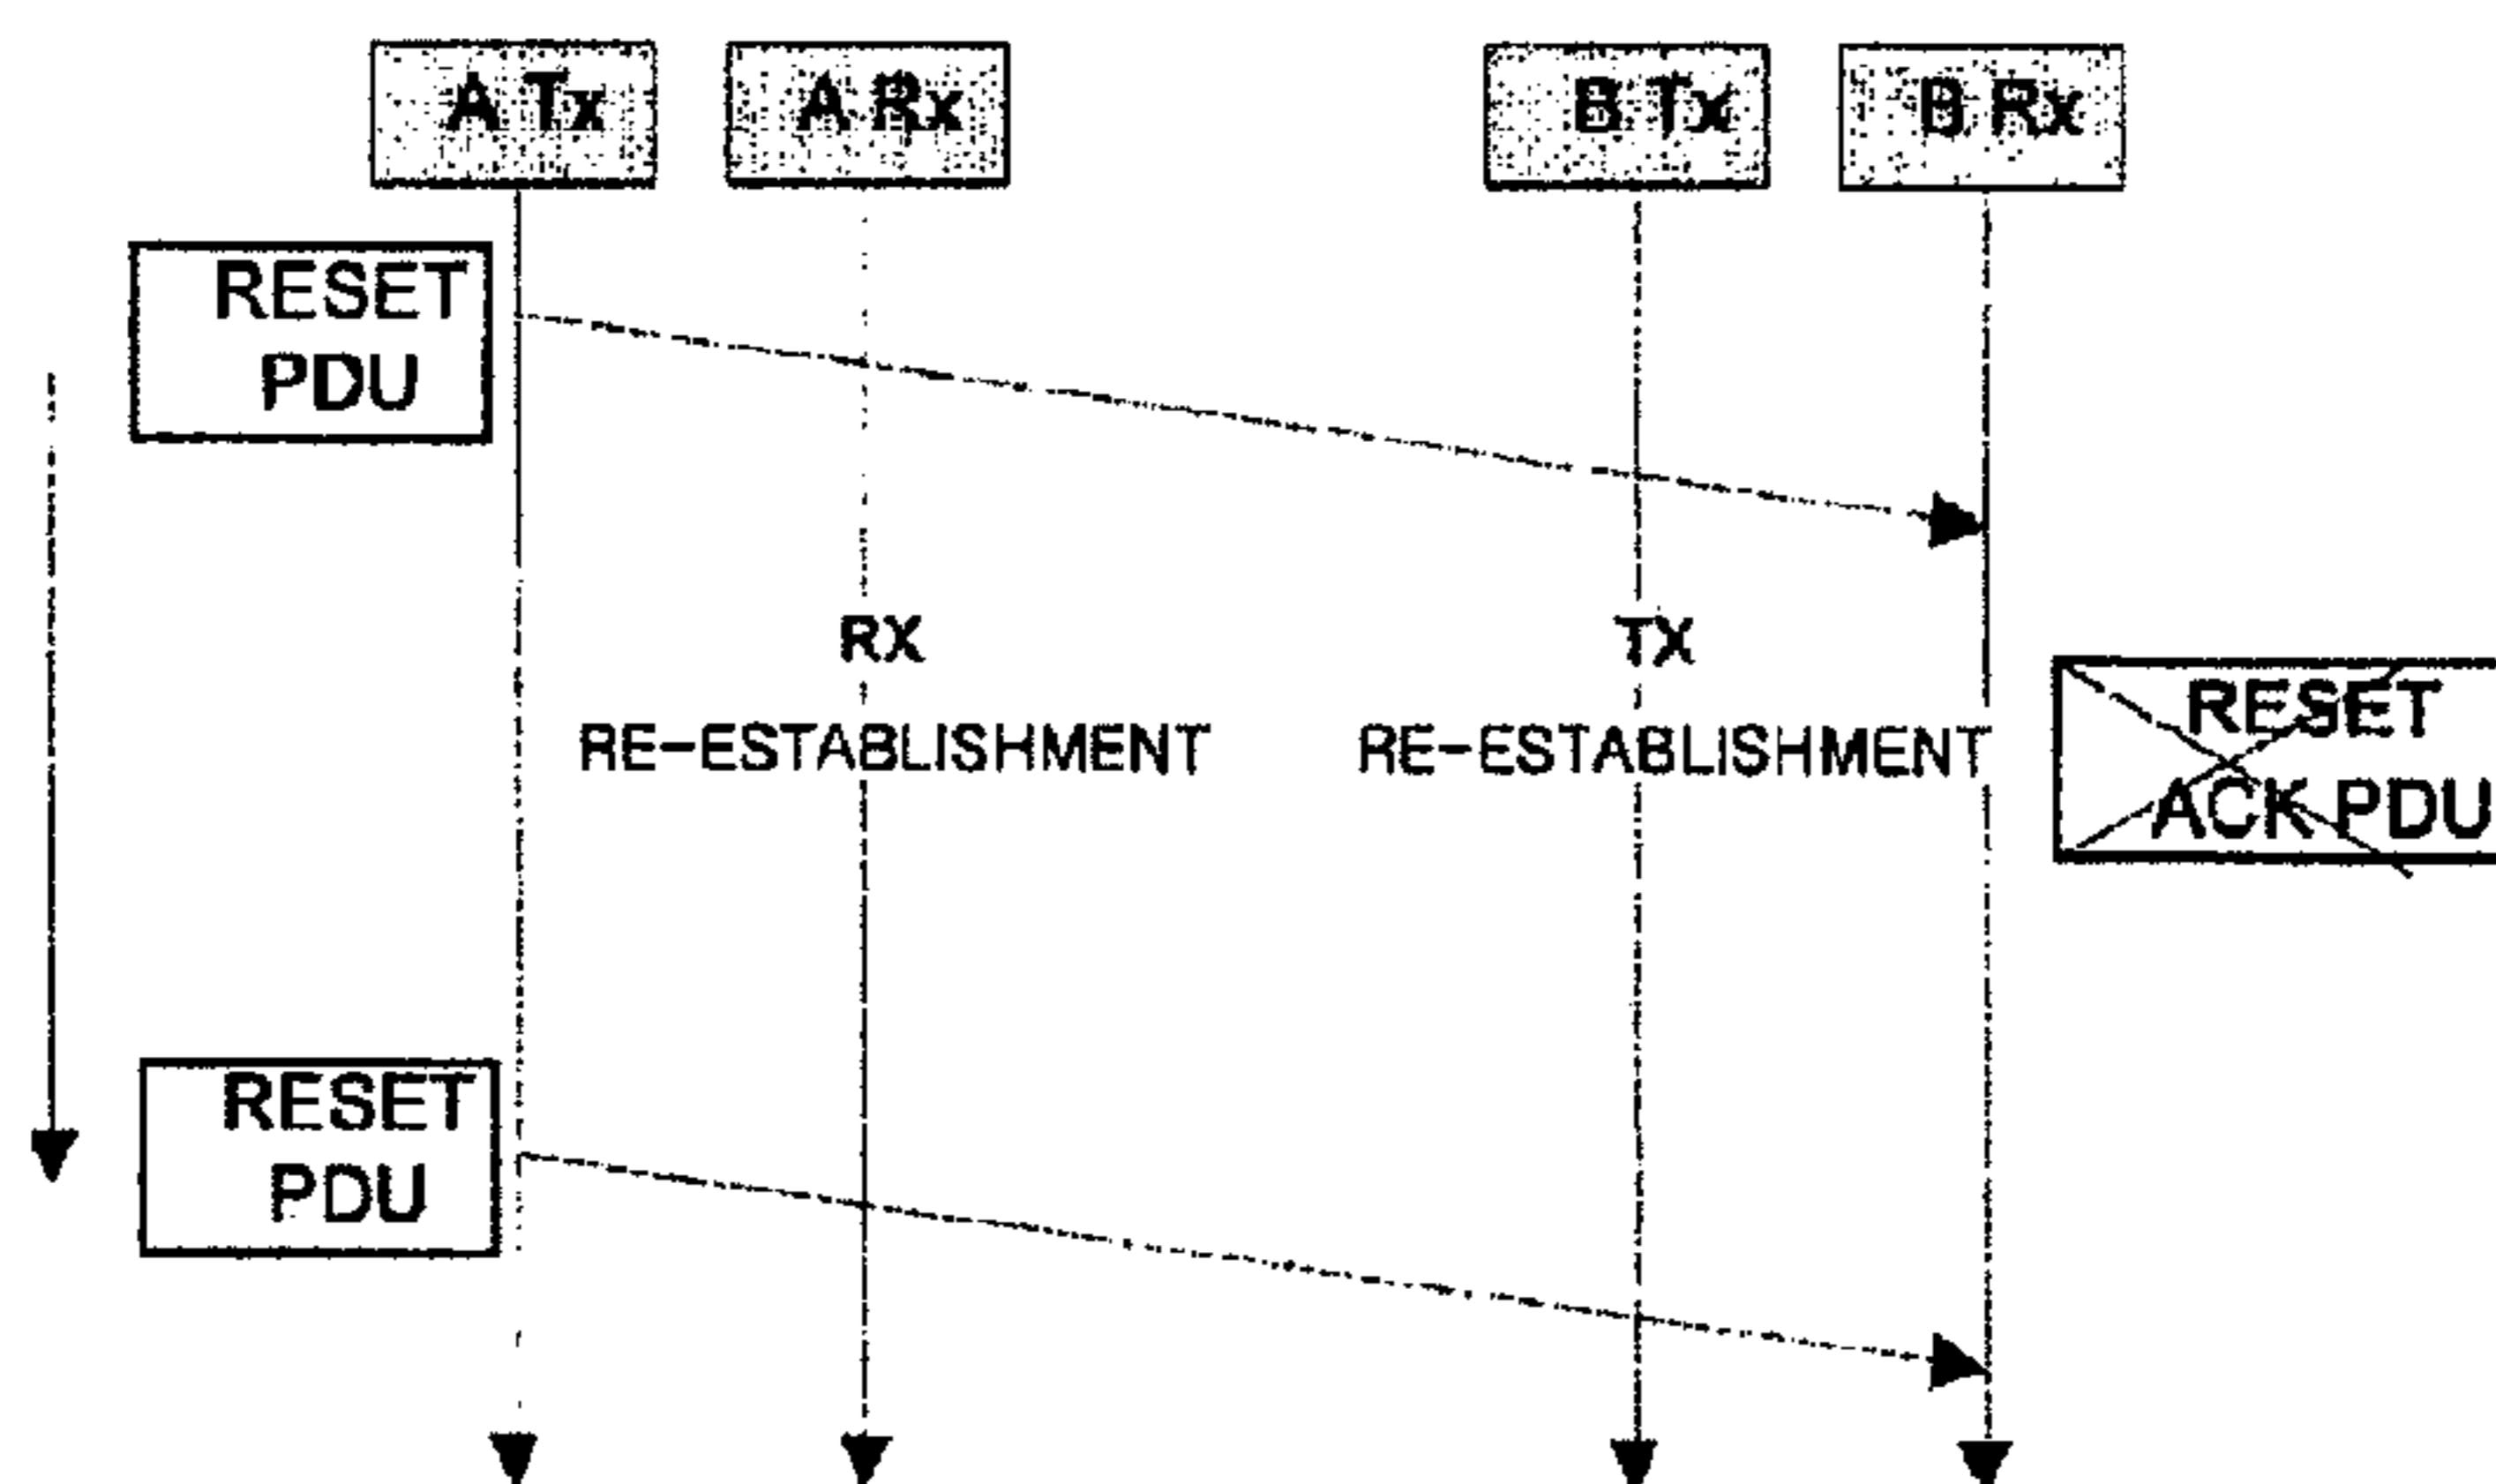 A Tx
A Rx
B Tx
B Rx
RESET
PDU
RX
RE-ESTABLISHMENT
TX
RE-ESTABLISHMENT
RESET
ACK PDU
RESET
PDU